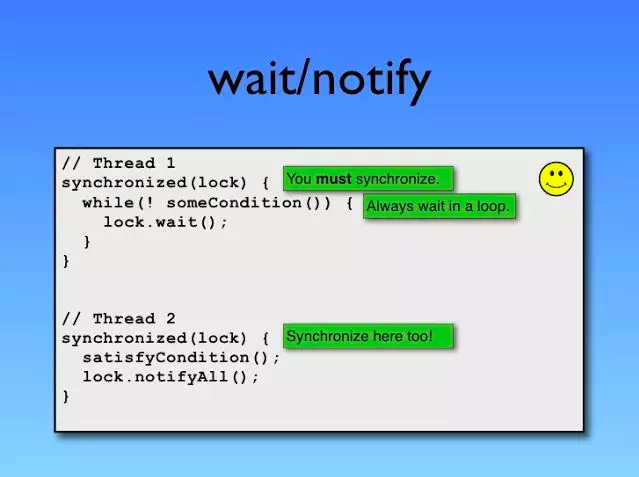 wait/notify
// Thread 1
synchronized(lock) { You must synchronize.
  while(! someCondition()) { Always wait in a loop.
    lock.wait();
  }
}
// Thread 2
synchronized(lock) { Synchronize here too!
  satisfyCondition();
  lock.notifyAll();
}